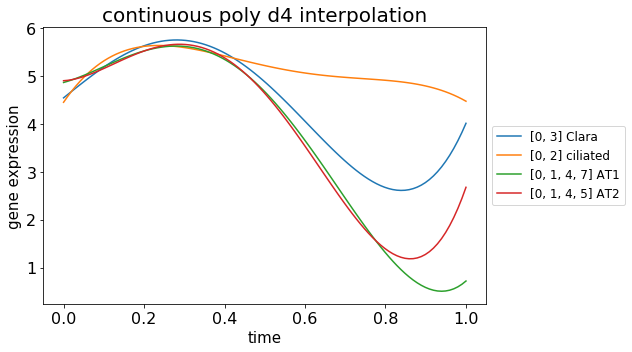 continuous poly d4 interpolation
gene expression
6
5
4
3
2
1
0.0 0.2 0.4 0.6 0.8 1.0
time
[0, 3] Clara
[0, 2] ciliated
[0, 1, 4, 7] AT1
[0, 1, 4, 5] AT2